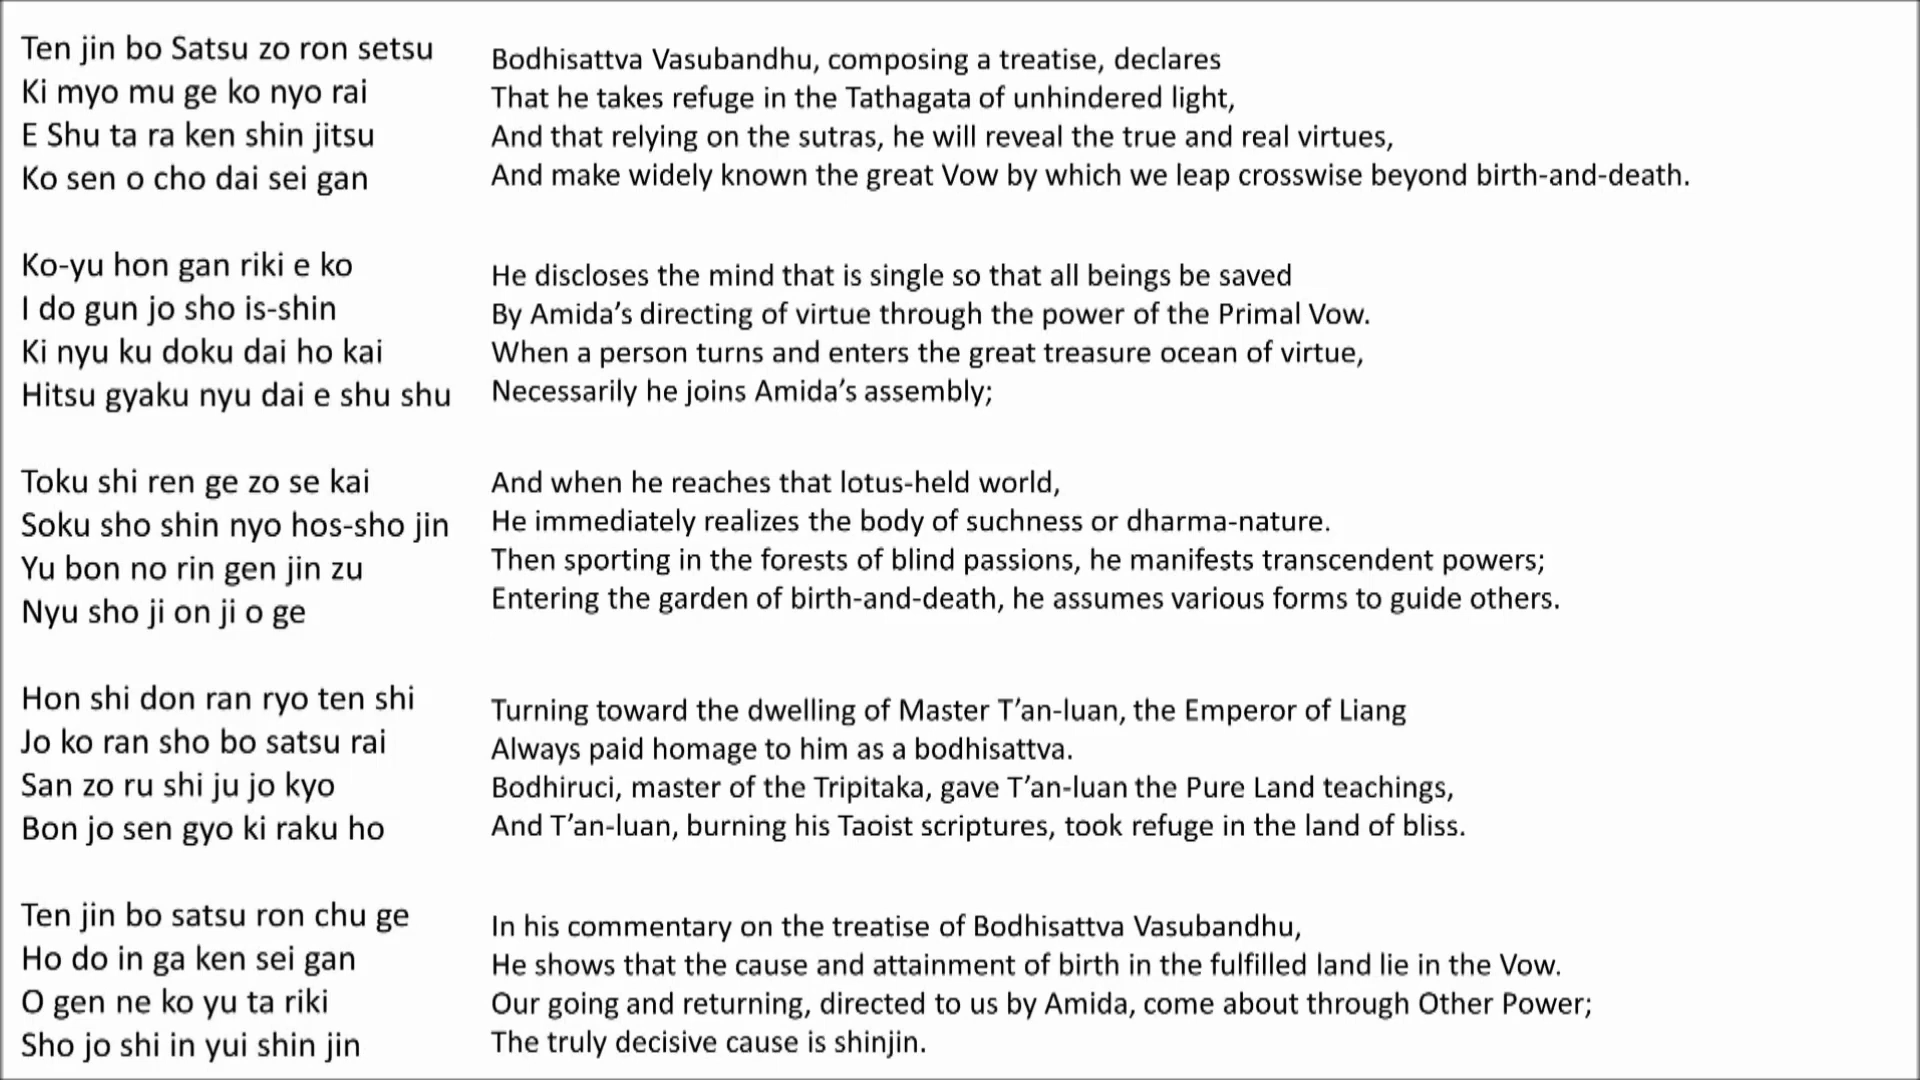 Ten jin bo Satsu zo ron setsu
Ki myo mu ge ko nyo rai
E Shu ta ra ken shin jitsu
Ko sen o cho dai sei gan
Bodhisattva Vasubandhu, composing a treatise, declares
That he takes refuge in the Tathagata of unhindered light,
And that relying on the sutras, he will reveal the true and real virtues,
And make widely known the great Vow by which we leap crosswise beyond birth-and-death.
Ko-yu hon gan riki e ko
I do gun jo sho is-shin
Ki nyu ku doku dai ho kai
Hitsu gyaku nyu dai e shu shu
He discloses the mind that is single so that all beings be saved
By Amida’s directing of virtue through the power of the Primal Vow.
When a person turns and enters the great treasure ocean of virtue,
Necessarily he joins Amida’s assembly;
Toku shi ren ge zo se kai
Soku sho shin nyo hos-sho jin
Yu bon no rin gen jin zu
Nyu sho ji on ji o ge
And when he reaches that lotus-held world,
He immediately realizes the body of suchness or dharma-nature.
Then sporting in the forests of blind passions, he manifests transcendent powers;
Entering the garden of birth-and-death, he assumes various forms to guide others.
Hon shi don ran ryo ten shi
Jo ko ran sho bo satsu rai
San zo ru shi ju jo kyo
Bon jo sen gyo ki raku ho
Turning toward the dwelling of Master T’an-luan, the Emperor of Liang
Always paid homage to him as a bodhisattva.
Bodhiruci, master of the Tripitaka, gave T’an-luan the Pure Land teachings,
And T’an-luan, burning his Taoist scriptures, took refuge in the land of bliss.
Ten jin bo satsu ron chu ge
Ho do in ga ken sei gan
O gen ne ko yu ta riki
Sho jo shi in yui shin jin
In his commentary on the treatise of Bodhisattva Vasubandhu,
He shows that the cause and attainment of birth in the fulfilled land lie in the Vow.
Our going and returning, directed to us by Amida, come about through Other Power;
The truly decisive cause is shinjin.